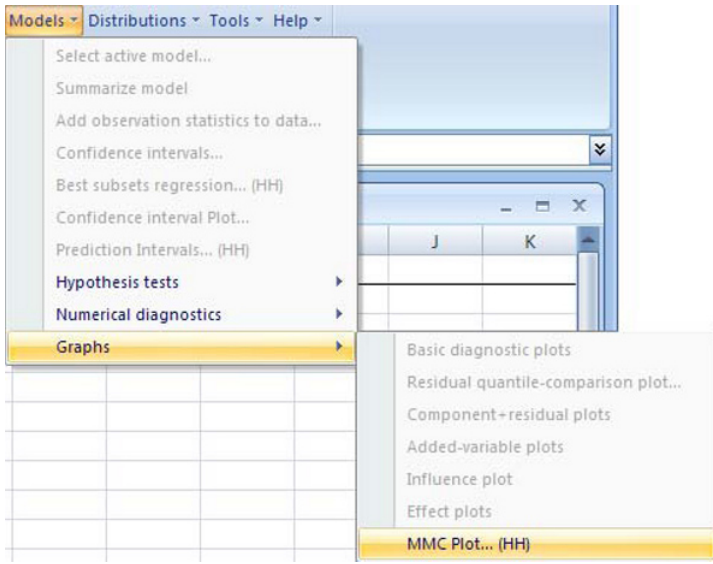 Models Distributions Tools Help
Select active model...
Summarize model
Add observation statistics to data...
Confidence intervals...
Best subsets regression... (HH)
Confidence interval Plot...
Prediction Intervals... (HH)
J K
Hypothesis tests
Numerical diagnostics
Graphs
Basic diagnostic plots
Residual quantile-comparison plot...
Component+residual plots
Added-variable plots
Influence plot
Effect plots
MMC Plot... (HH)